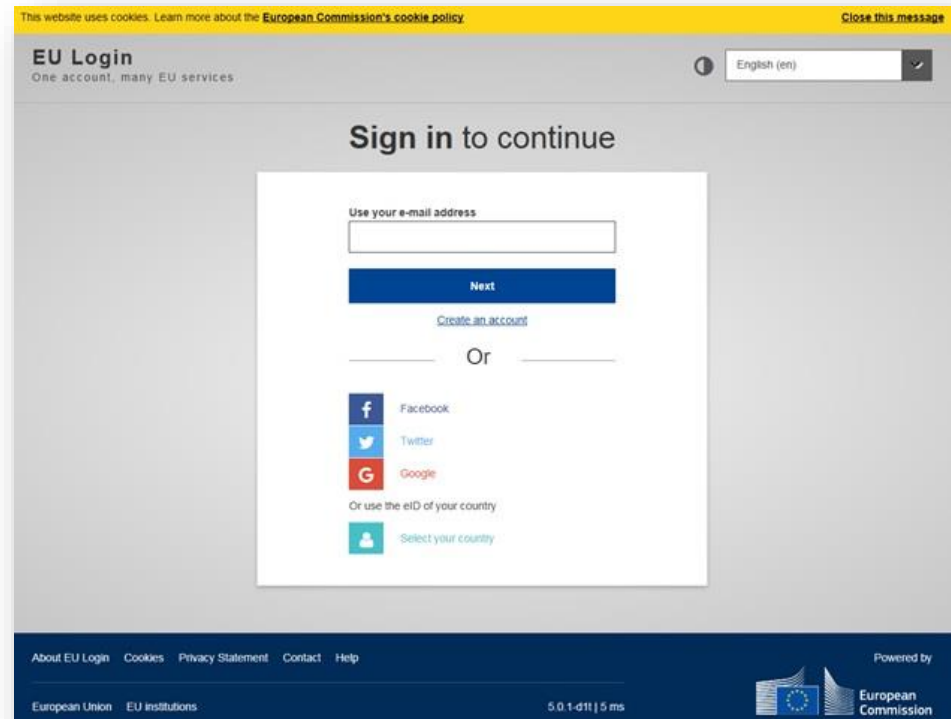 This website uses cookies. Learn more about the European Commission's cookie policy Close this message
EU Login
One account, many EU services
English (en)
Sign in to continue
Use your e-mail address
Next
Create an account
Or
f Facebook
Twitter
G Google
Or use the eID of your country
Select your country
About EU Login Cookies Privacy Statement Contact Help Powered by
European Union EU institutions 5.0.1-d1t | 5 ms European
Commission